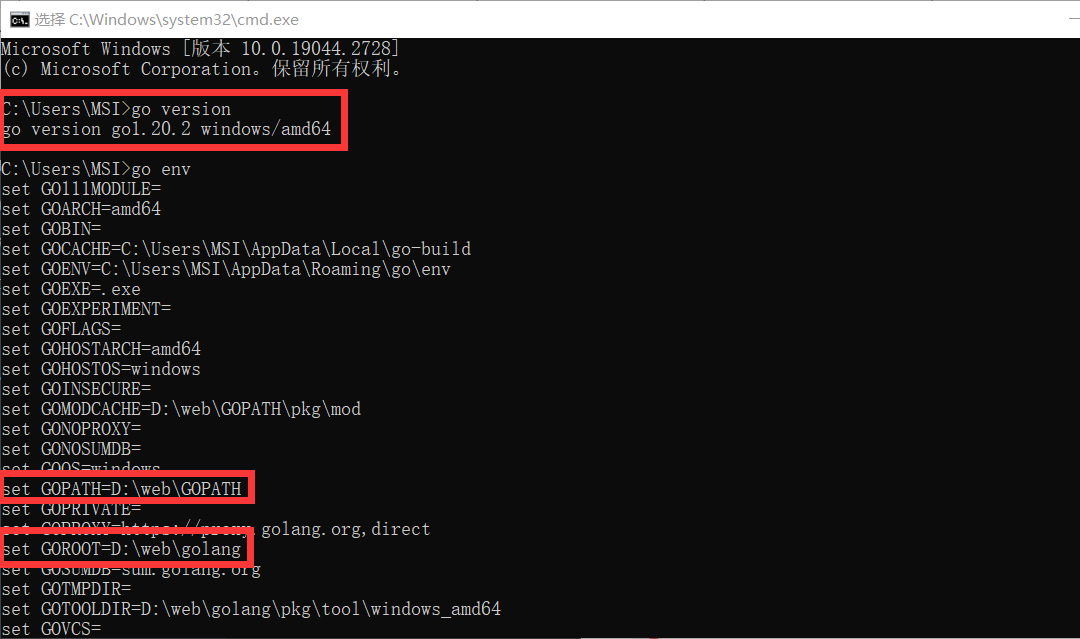 选择 C:\Windows\system32\cmd.exe
Microsoft Windows [版本 10.0.19044.2728]
(c) Microsoft Corporation。保留所有权利。
C:\Users\MSI>go version
go version go1.20.2 windows/amd64
C:\Users\MSI>go env
set GO111MODULE=
set GOARCH=amd64
set GOBIN=
set GOCACHE=C:\Users\MSI\AppData\Local\go-build
set GOENV=C:\Users\MSI\AppData\Roaming\go\env
set GOEXE=.exe
set GOEXPERIMENT=
set GOFLAGS=
set GOHOSTARCH=amd64
set GOHOSTOS=windows
set GOINSECURE=
set GOMODCACHE=D:\web\GOPATH\pkg\mod
set GONOPROXY=
set GONOSUMDB=
set GOOS=windows
set GOPATH=D:\web\GOPATH
set GOPRIVATE=
set GOPROXY=https://proxy.golang.org,direct
set GOROOT=D:\web\golang
set GOSUMDB=sum.golang.org
set GOTMPDIR=
set GOTOOLDIR=D:\web\golang\pkg\tool\windows_amd64
set GOVCS=